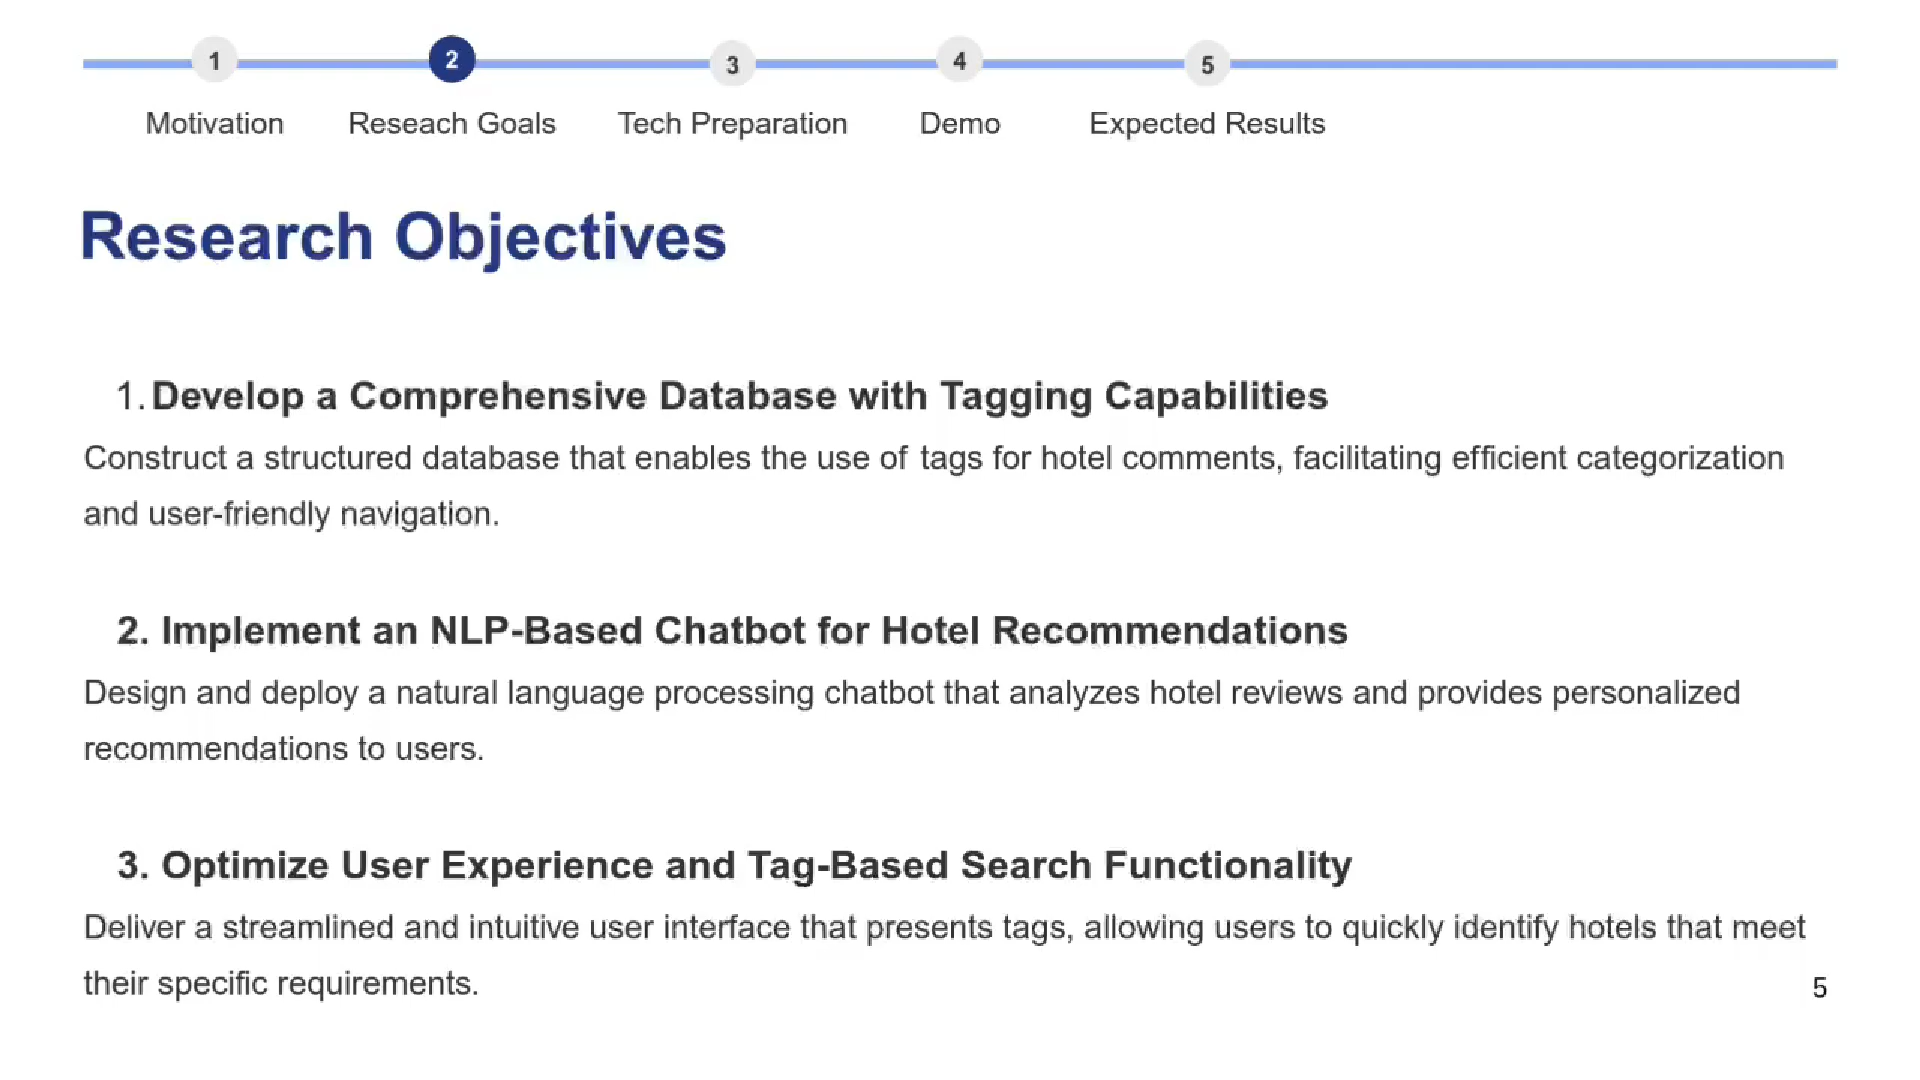 1 2 3 4 5
Motivation Reseach Goals Tech Preparation Demo Expected Results
Research Objectives
1. Develop a Comprehensive Database with Tagging Capabilities
Construct a structured database that enables the use of tags for hotel comments, facilitating efficient categorization
and user-friendly navigation.
2. Implement an NLP-Based Chatbot for Hotel Recommendations
Design and deploy a natural language processing chatbot that analyzes hotel reviews and provides personalized
recommendations to users.
3. Optimize User Experience and Tag-Based Search Functionality
Deliver a streamlined and intuitive user interface that presents tags, allowing users to quickly identify hotels that meet
their specific requirements.
5